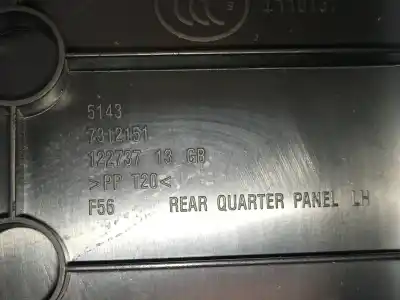 5143
7312151
122737 13 GB
>PP T20<
F56 REAR QUARTER PANEL LH